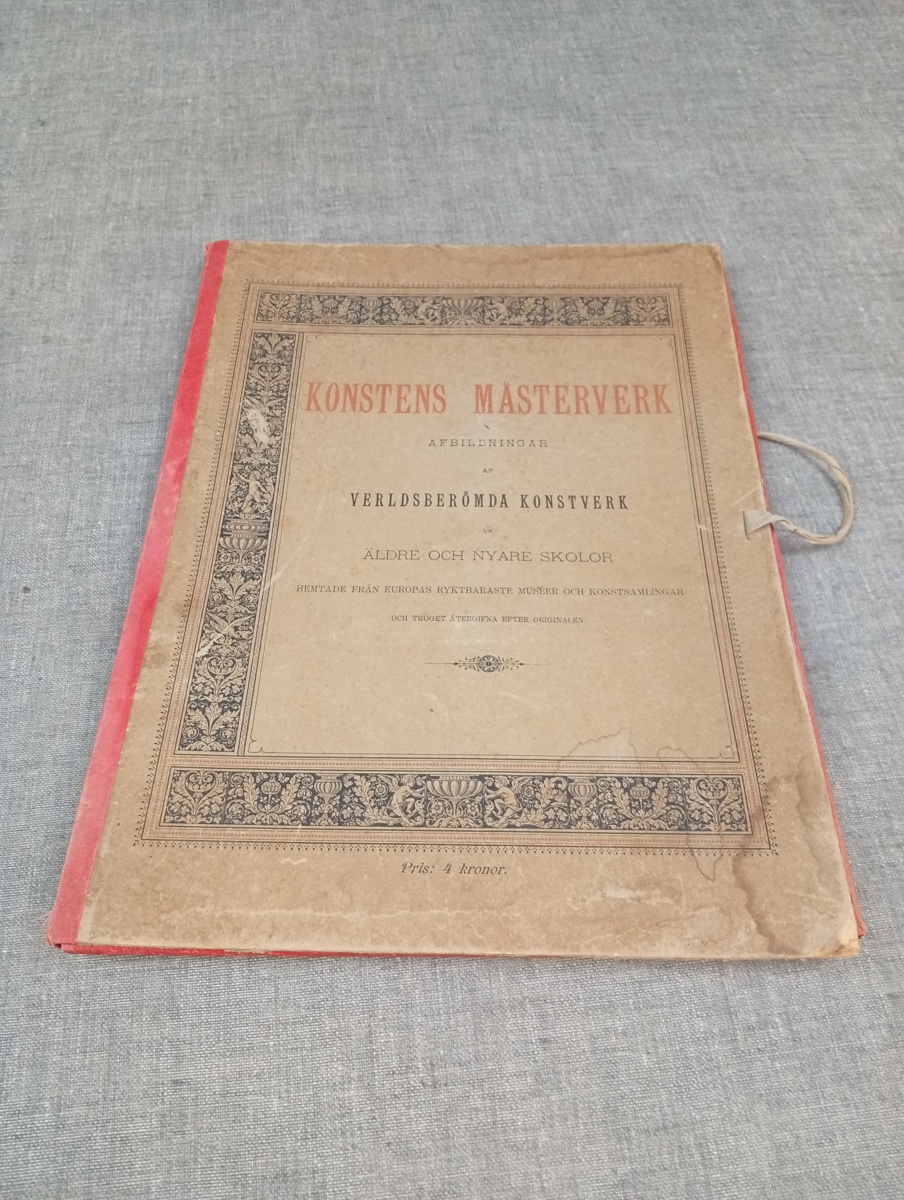 KONSTENS MÄSTERVERK
AFBILDNINGAR
AF
VERLDSBERÖMDA KONSTVERK
UR
ÄLDRE OCH NYARE SKOLOR
HEMTADE FRÅN EUROPAS RYKTBARASTE MUSÉER OCH KONSTSAMLINGAR
OCH TROGET ÅTERGIFNA EFTER ORIGINALEN.
Pris: 4 kronor.